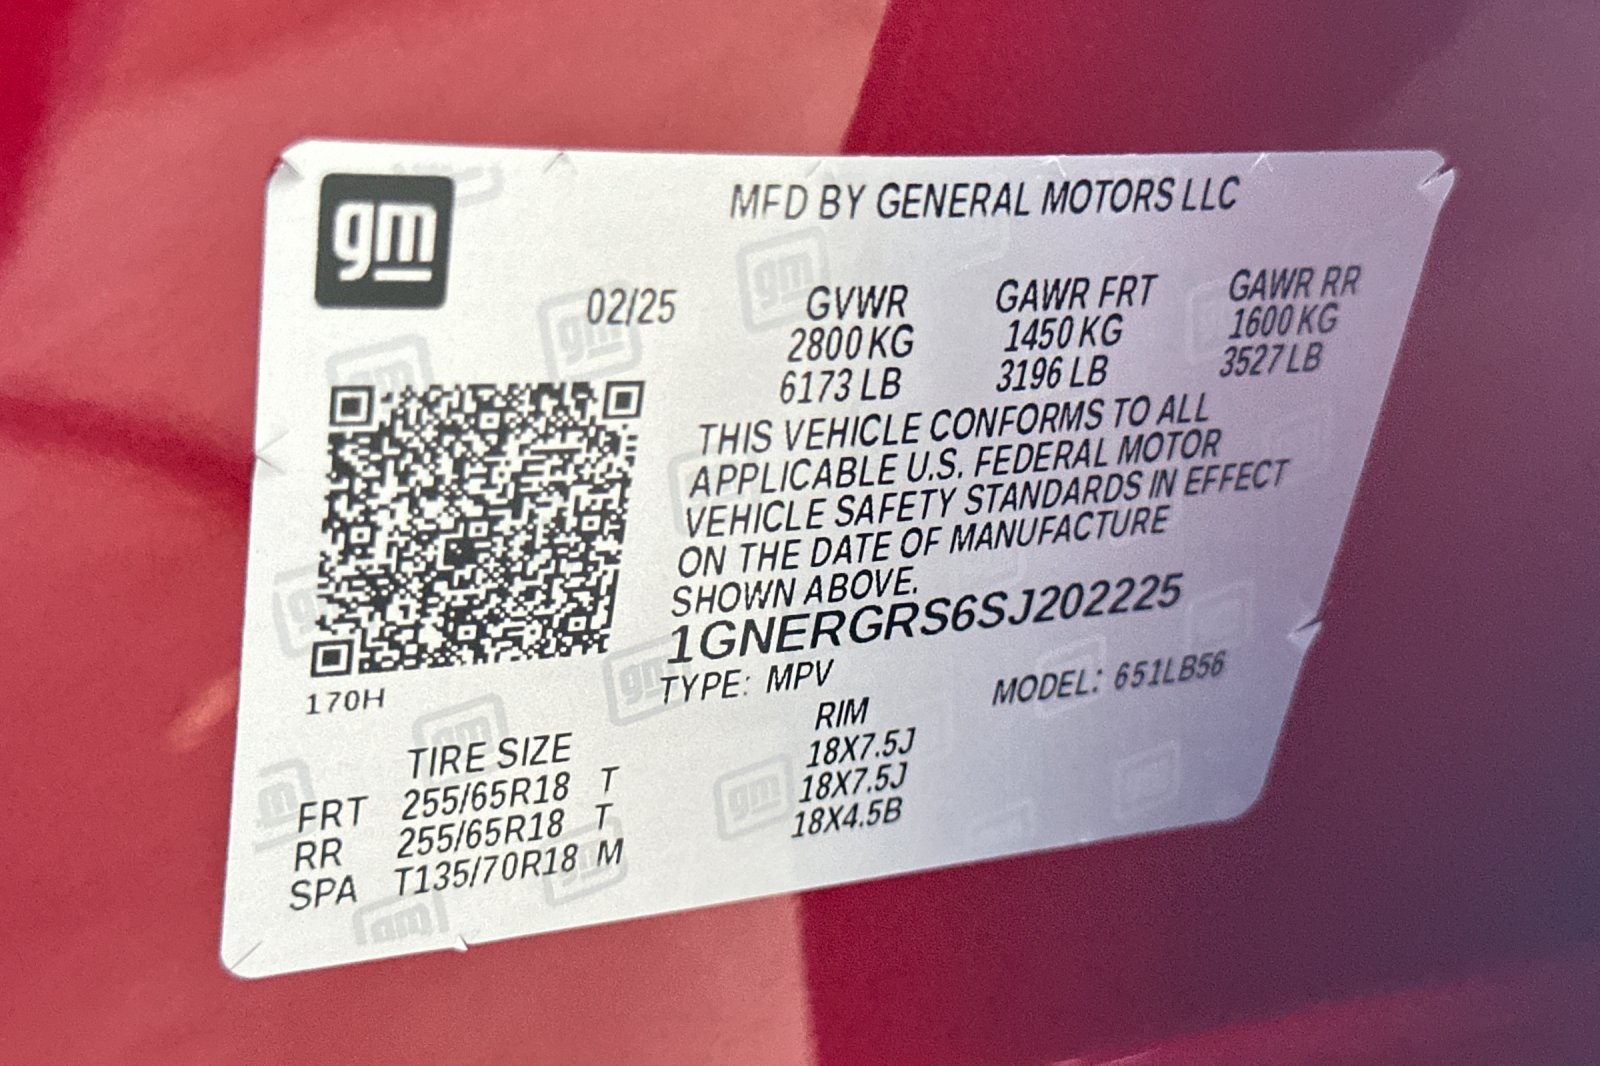 gm
MFD BY GENERAL MOTORS LLC
02/25 GVWR GAWR FRT GAWR RR
2800 KG 1450 KG 1600 KG
6173 LB 3196 LB 3527 LB
THIS VEHICLE CONFORMS TO ALL
APPLICABLE U.S. FEDERAL MOTOR
VEHICLE SAFETY STANDARDS IN EFFECT
ON THE DATE OF MANUFACTURE
SHOWN ABOVE.
1GNERGRS6SJ202225
TYPE: MPV MODEL: 651LB56
170H
TIRE SIZE RIM
FRT 255/65R18 T 18X7.5J
RR 255/65R18 T 18X7.5J
SPA T135/70R18 M 18X4.5B